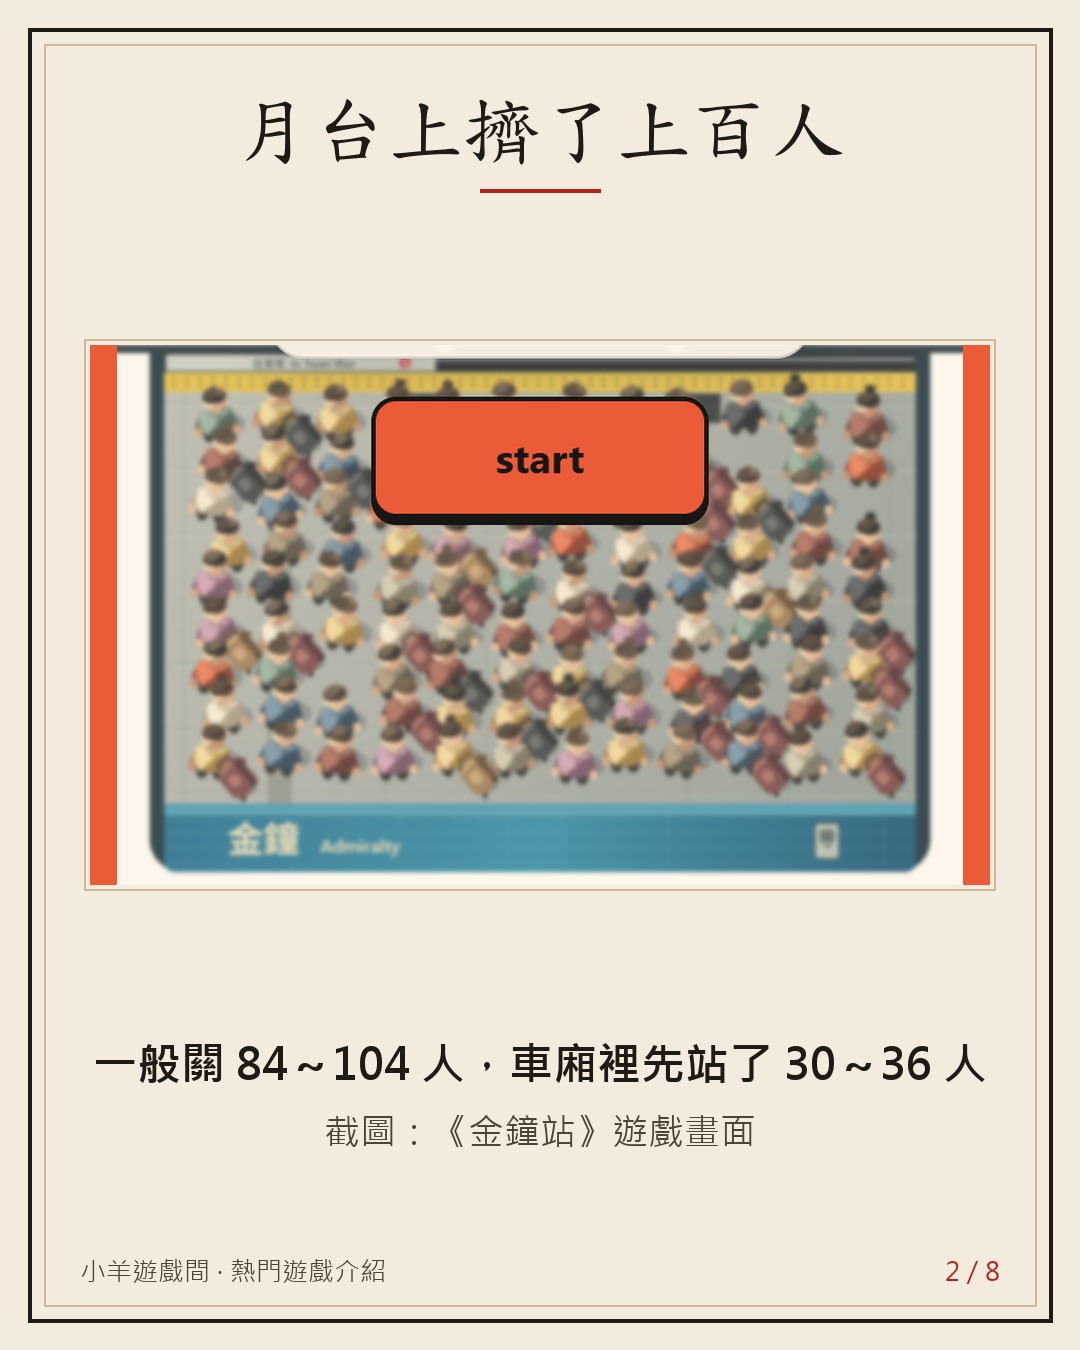 月台上擠了上百人
start
金鐘 Admiralty
一般關 84~104 人，車廂裡先站了 30~36 人
截圖：《金鐘站》遊戲畫面
小羊遊戲間·熱門遊戲介紹
2 / 8